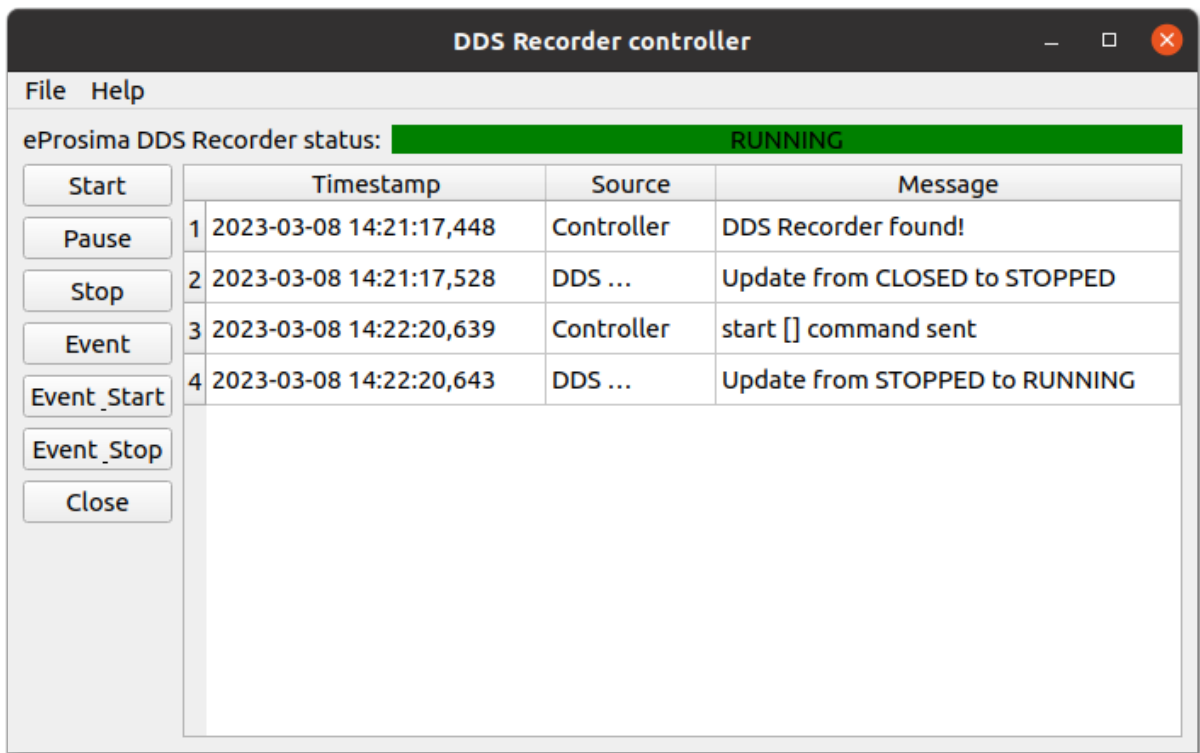 DDS Recorder controller
File Help
eProsima DDS Recorder status: RUNNING
Start
Pause
Stop
Event
Event_Start
Event_Stop
Close
Timestamp Source Message
1 2023-03-08 14:21:17,448 Controller DDS Recorder found!
2 2023-03-08 14:21:17,528 DDS ... Update from CLOSED to STOPPED
3 2023-03-08 14:22:20,639 Controller start [] command sent
4 2023-03-08 14:22:20,643 DDS ... Update from STOPPED to RUNNING